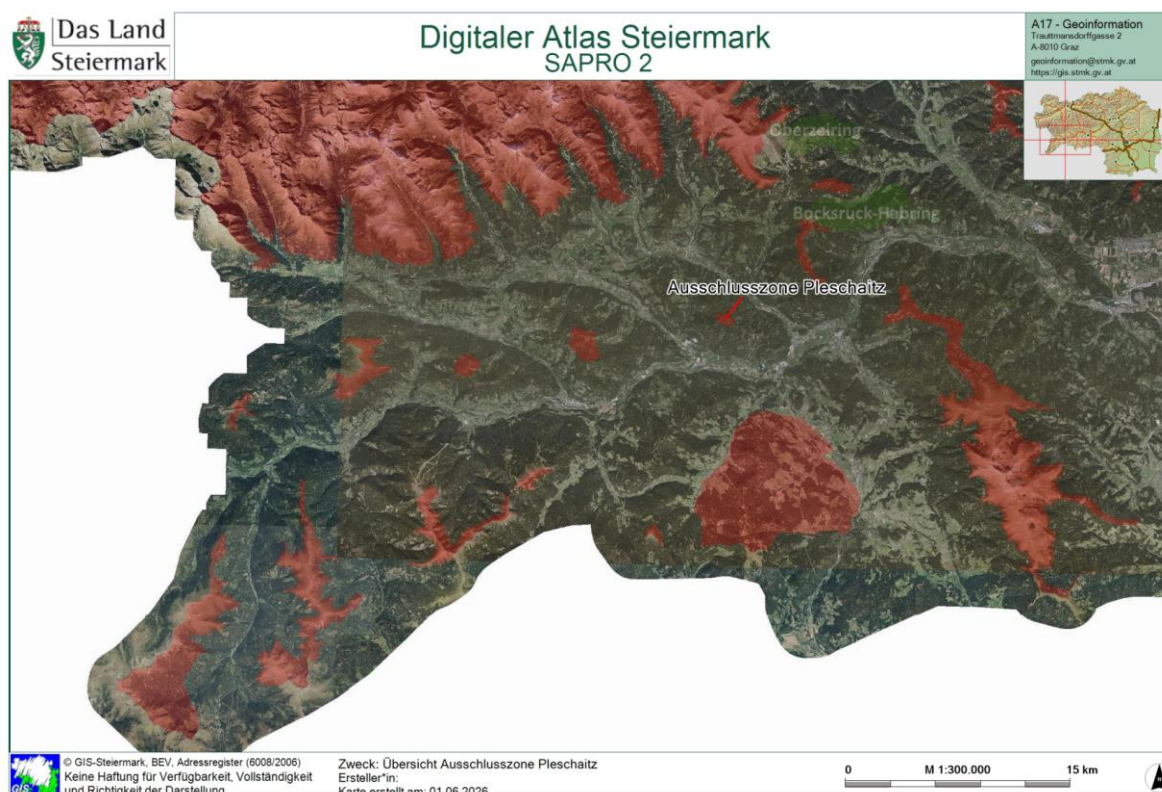 Das Land
Steiermark
Digitaler Atlas Steiermark
SAPRO 2
A17 - Geoinformation
Trauttmansdorffgasse 2
A-8010 Graz
geoinformation@stmk.gv.at
https://gis.stmk.gv.at
Oberzeiring
Bocksruck-Habring
Ausschlusszone Pleschaitz
GIS
© GIS-Steiermark, BEV, Adressregister (6008/2006)
Keine Haftung für Verfügbarkeit, Vollständigkeit
und Richtigkeit der Darstellung
Zweck: Übersicht Ausschlusszone Pleschaitz
Ersteller*in:
Karte erstellt am: 01.06.2026
0 M 1:300.000 15 km